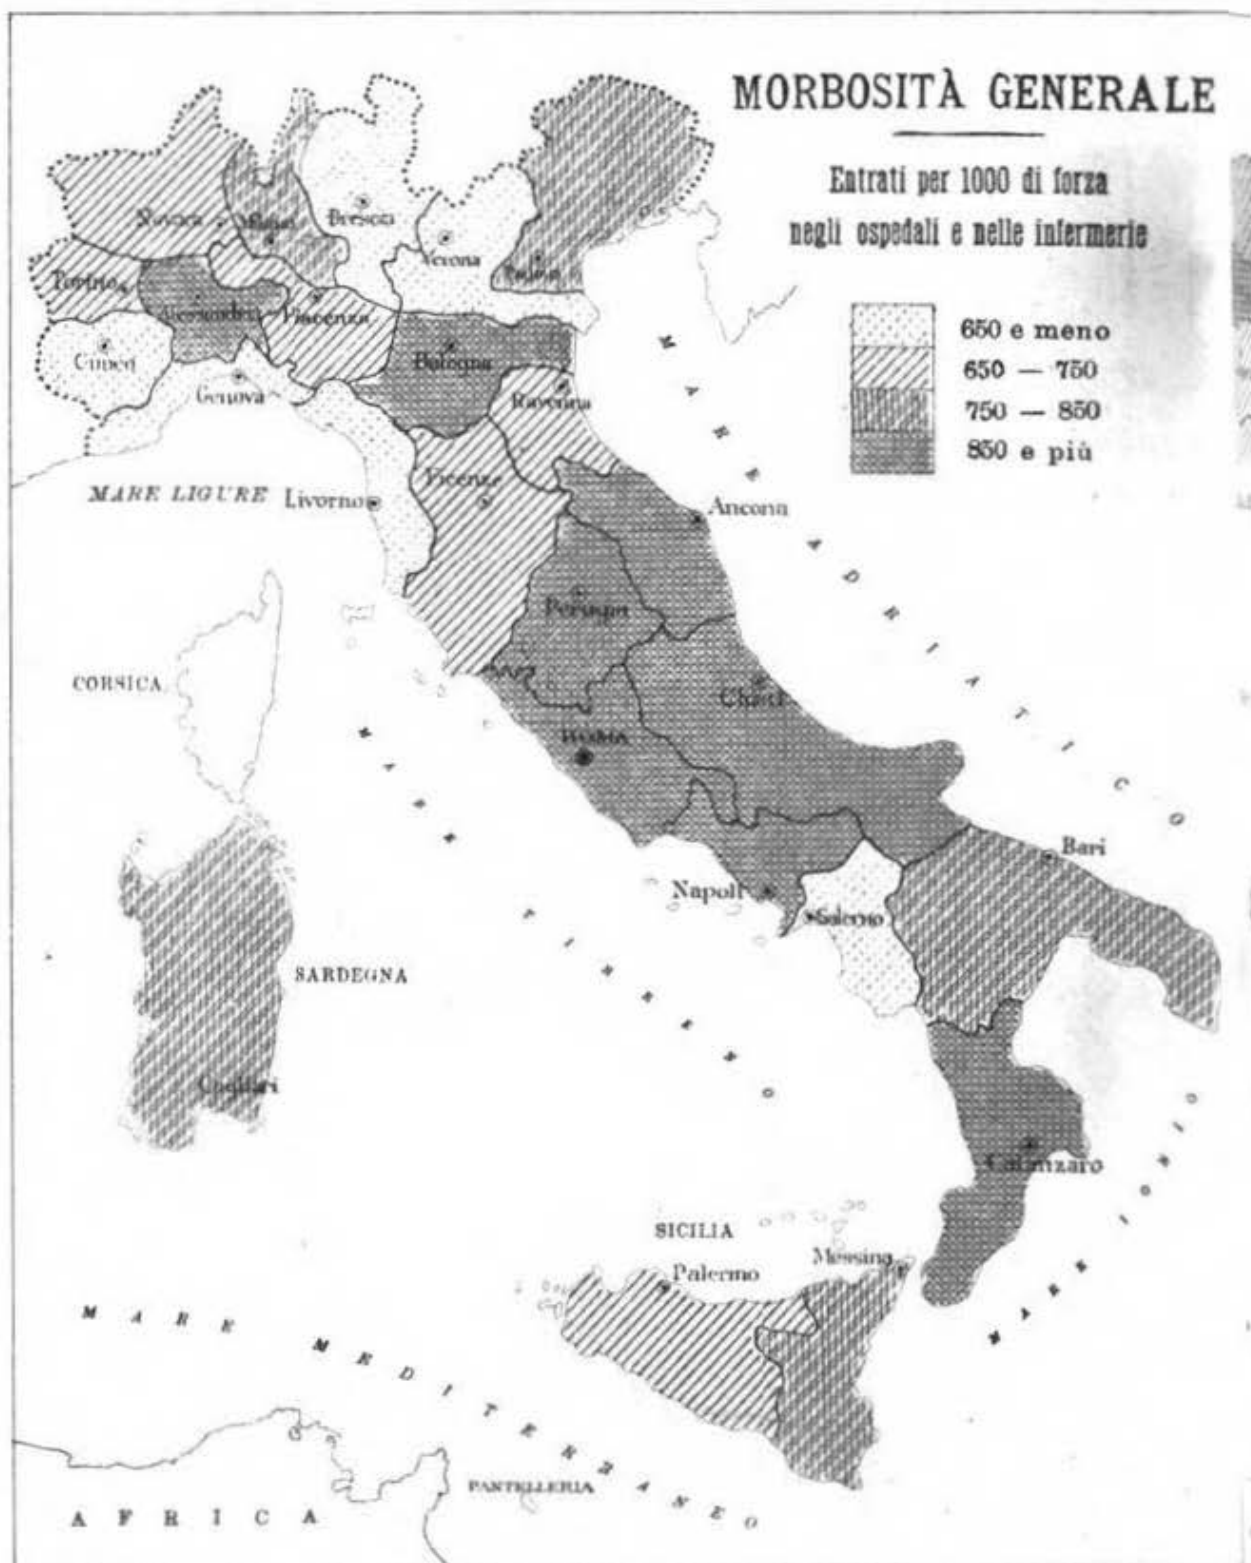 MORBOSITÀ GENERALE
Entrati per 1000 di forza
negli ospedali e nelle infermerie
650 e meno
650 — 750
750 — 850
850 e più
Novara
Milano
Brescia
Verona
Padova
Torino
Alessandria
Piacenza
Cuneo
Genova
Bologna
Ravenna
MARE LIGURE
Livorno
Firenze
Ancona
Perugia
CORSICA
Chieti
ROMA
MARE ADRIATICO
Bari
Napoli
Salerno
SARDEGNA
MARE TIRRENO
Cagliari
Catanzaro
MARE IONIO
SICILIA
Messina
Palermo
MARE MEDITERRANEO
PANTELLERIA
AFRICA